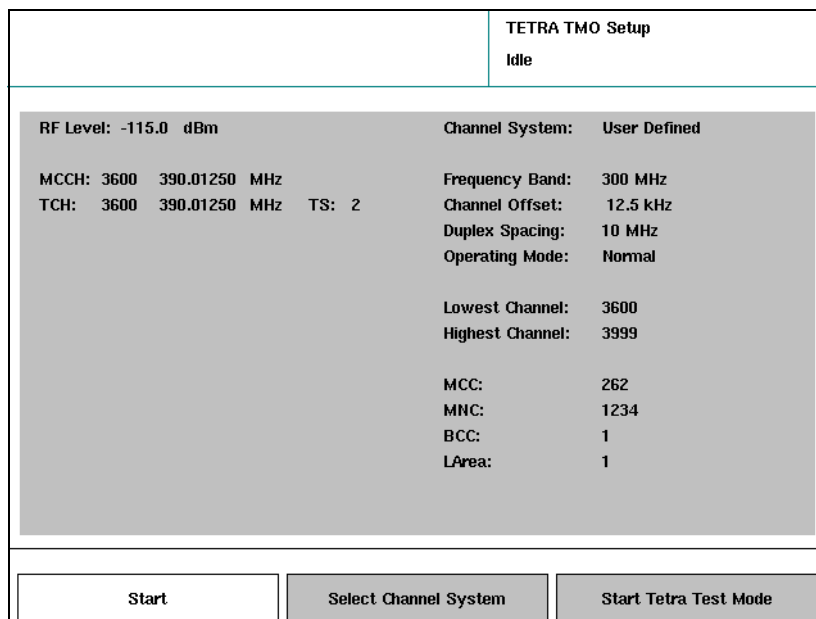 TETRA TMO Setup
Idle
RF Level: -115.0 dBm
MCCH: 3600 390.01250 MHz
TCH: 3600 390.01250 MHz TS: 2
Channel System: User Defined
Frequency Band: 300 MHz
Channel Offset: 12.5 kHz
Duplex Spacing: 10 MHz
Operating Mode: Normal
Lowest Channel: 3600
Highest Channel: 3999
MCC: 262
MNC: 1234
BCC: 1
LArea: 1
Start
Select Channel System
Start Tetra Test Mode